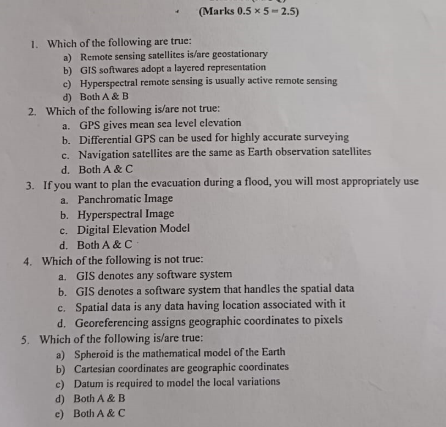 (Marks 0.5 × 5 = 2.5)
1. Which of the following are true:
a) Remote sensing satellites is/are geostationary
b) GIS softwares adopt a layered representation
c) Hyperspectral remote sensing is usually active remote sensing
d) Both A & B
2. Which of the following is/are not true:
a. GPS gives mean sea level elevation
b. Differential GPS can be used for highly accurate surveying
c. Navigation satellites are the same as Earth observation satellites
d. Both A & C
3. If you want to plan the evacuation during a flood, you will most appropriately use
a. Panchromatic Image
b. Hyperspectral Image
c. Digital Elevation Model
d. Both A & C
4. Which of the following is not true:
a. GIS denotes any software system
b. GIS denotes a software system that handles the spatial data
c. Spatial data is any data having location associated with it
d. Georeferencing assigns geographic coordinates to pixels
5. Which of the following is/are true:
a) Spheroid is the mathematical model of the Earth
b) Cartesian coordinates are geographic coordinates
c) Datum is required to model the local variations
d) Both A & B
e) Both A & C